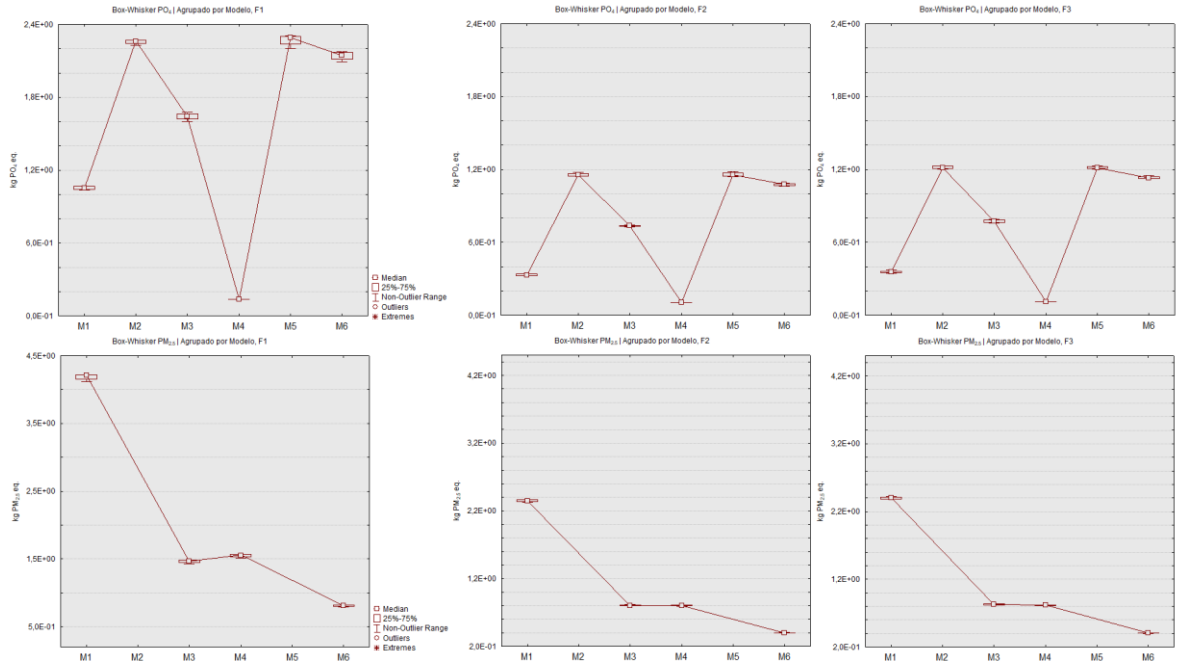 Box-Whisker PO₄ | Agrupado por Modelo, F1
2,4E+00
1,8E+00
1,2E+00
6,0E-01
0,0E-01
kg PO₄ eq.
M1 M2 M3 M4 M5 M6
Median
25%-75%
Non-Outlier Range
Outliers
Extremes
Box-Whisker PO₄ | Agrupado por Modelo, F2
2,4E+00
1,8E+00
1,2E+00
6,0E-01
0,0E-01
kg PO₄ eq.
M1 M2 M3 M4 M5 M6
Box-Whisker PO₄ | Agrupado por Modelo, F3
2,4E+00
1,8E+00
1,2E+00
6,0E-01
0,0E-01
kg PO₄ eq.
M1 M2 M3 M4 M5 M6
Box-Whisker PM₂.₅ | Agrupado por Modelo, F1
4,5E+00
3,5E+00
2,5E+00
1,5E+00
5,0E-01
kg PM₂.₅ eq.
M1 M2 M3 M4 M5 M6
Median
25%-75%
Non-Outlier Range
Outliers
Extremes
Box-Whisker PM₂.₅ | Agrupado por Modelo, F2
4,2E+00
3,2E+00
2,2E+00
1,2E+00
2,0E-01
kg PM₂.₅ eq.
M1 M2 M3 M4 M5 M6
Box-Whisker PM₂.₅ | Agrupado por Modelo, F3
4,2E+00
3,2E+00
2,2E+00
1,2E+00
2,0E-01
kg PM₂.₅ eq.
M1 M2 M3 M4 M5 M6